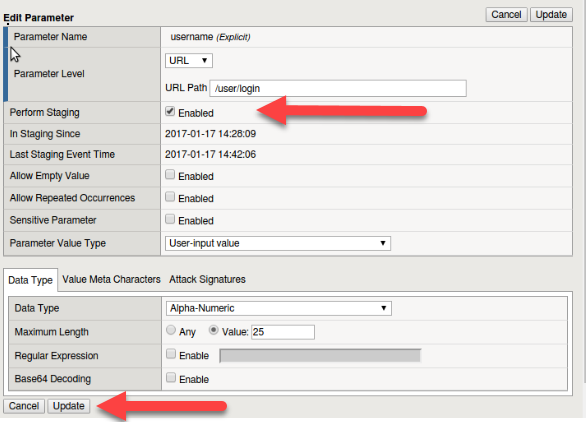 Edit Parameter Cancel Update
Parameter Name username (Explicit)
Parameter Level URL
URL Path /user/login
Perform Staging Enabled
In Staging Since 2017-01-17 14:28:09
Last Staging Event Time 2017-01-17 14:42:06
Allow Empty Value Enabled
Allow Repeated Occurrences Enabled
Sensitive Parameter Enabled
Parameter Value Type User-input value
Data Type Value Meta Characters Attack Signatures
Data Type Alpha-Numeric
Maximum Length Any Value: 25
Regular Expression Enable
Base64 Decoding Enable
Cancel Update